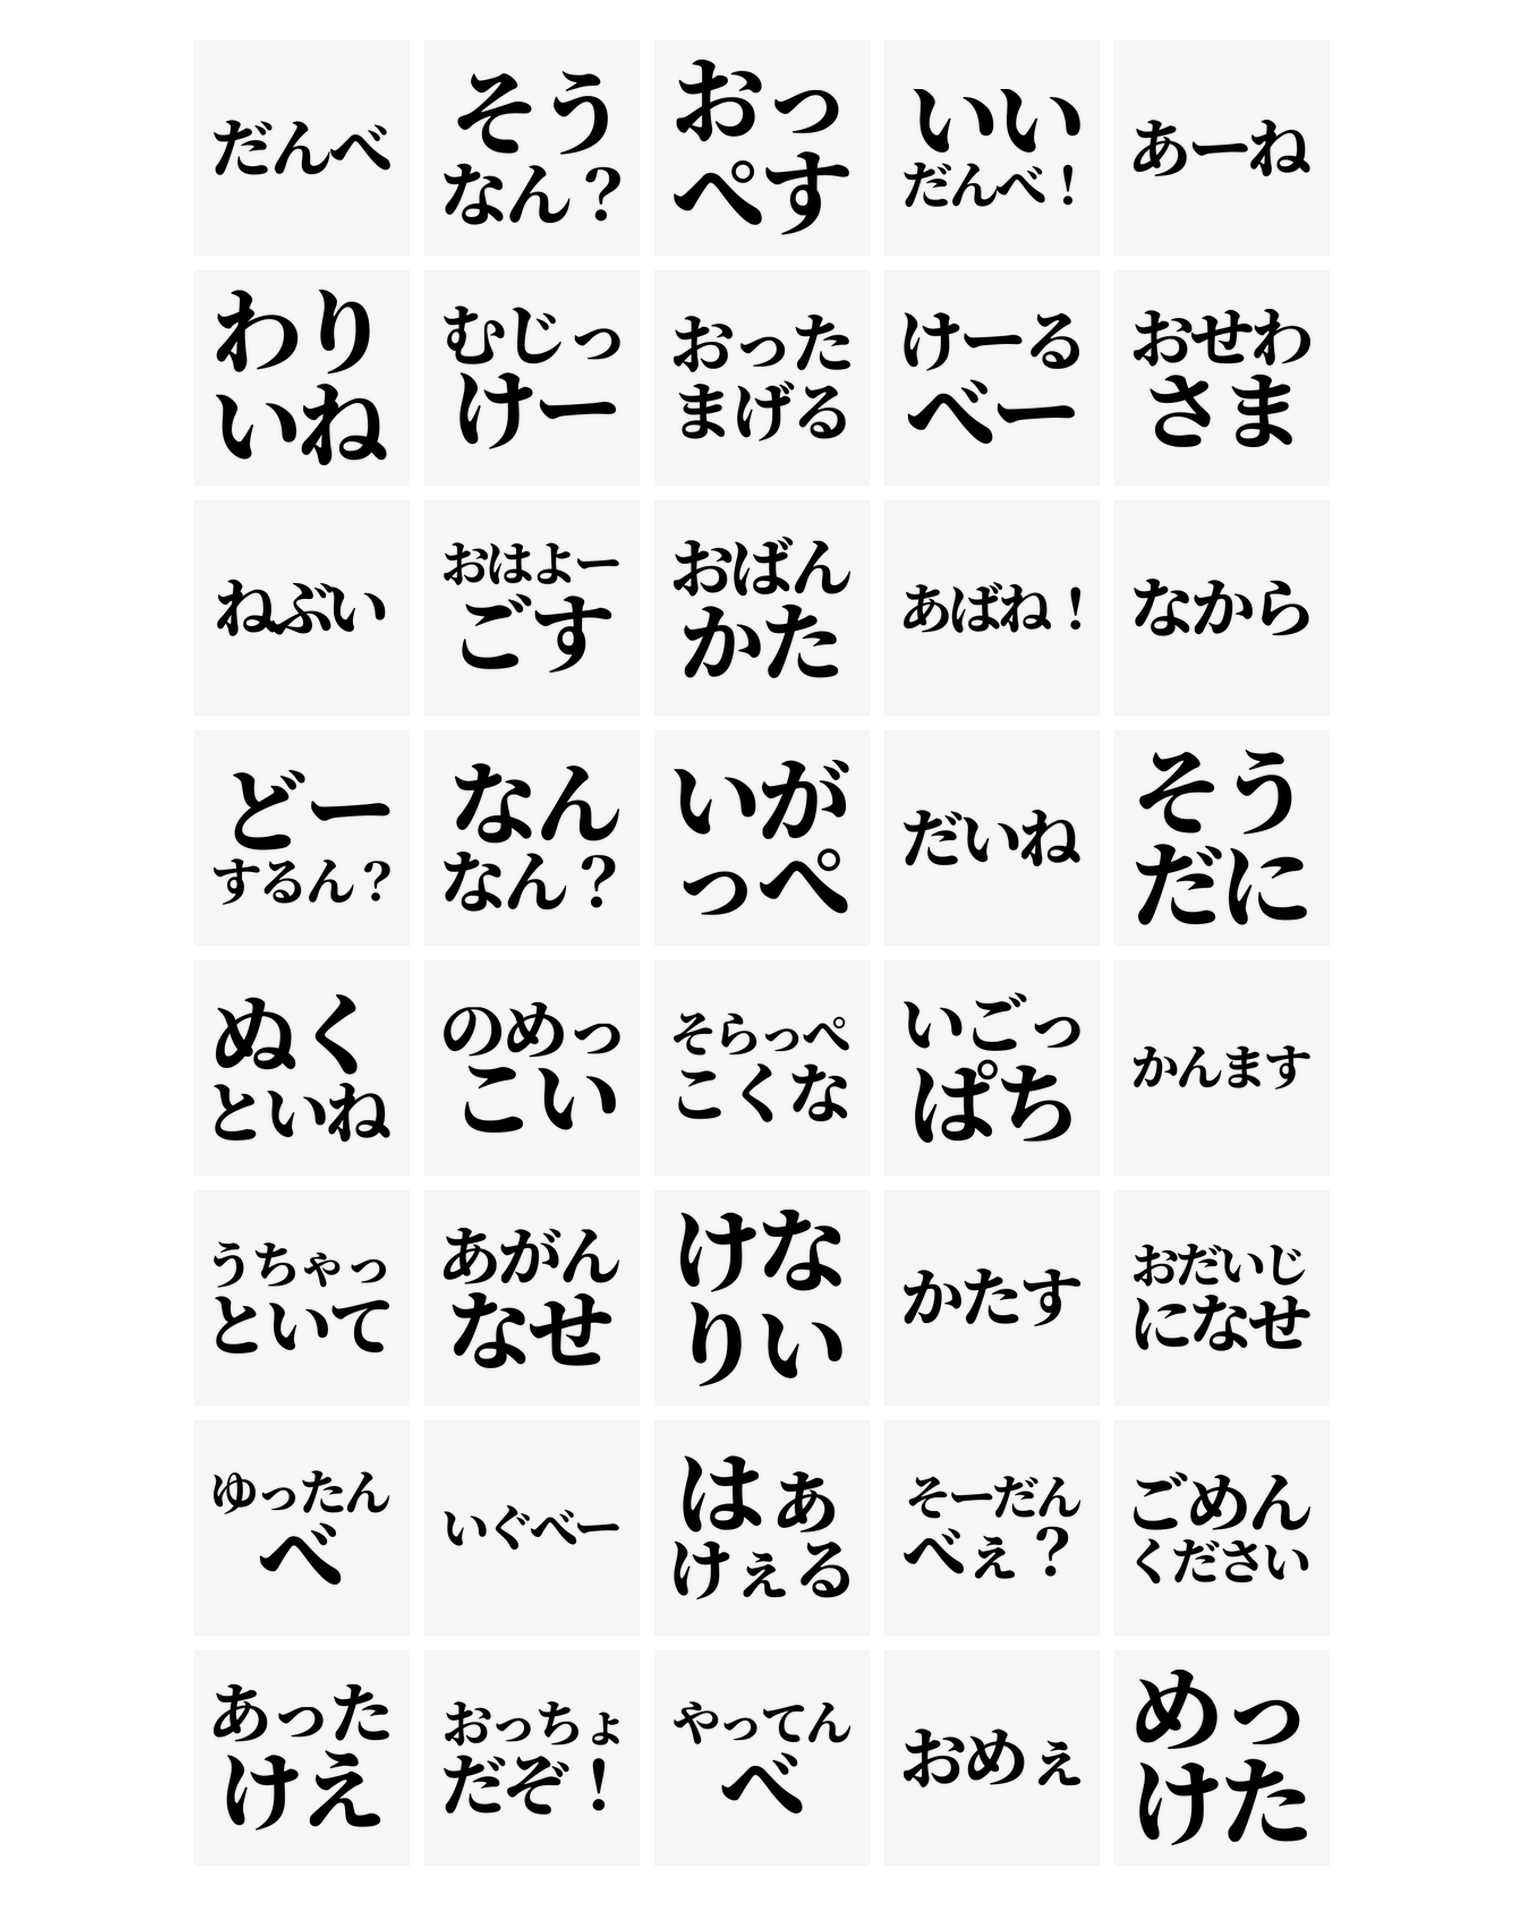 だんべ
そう
なん？
おっ
ぺす
いい
だんべ！
あーね
わり
いね
むじっ
けー
おった
まげる
けーる
べー
おせわ
さま
ねぶい
おはよー
ごす
おばん
かた
あばね！
なから
どー
するん？
なん
なん？
いが
っぺ
だいね
そう
だに
ぬく
といね
のめっ
こい
そらっぺ
こくな
いごっ
ぱち
かんます
うちゃっ
といて
あがん
なせ
けな
りい
かたす
おだいじ
になせ
ゆったん
べ
いぐべー
はぁ
けぇる
そーだん
べぇ？
ごめん
ください
あった
けえ
おっちょ
だぞ！
やってん
べ
おめぇ
めっ
けた